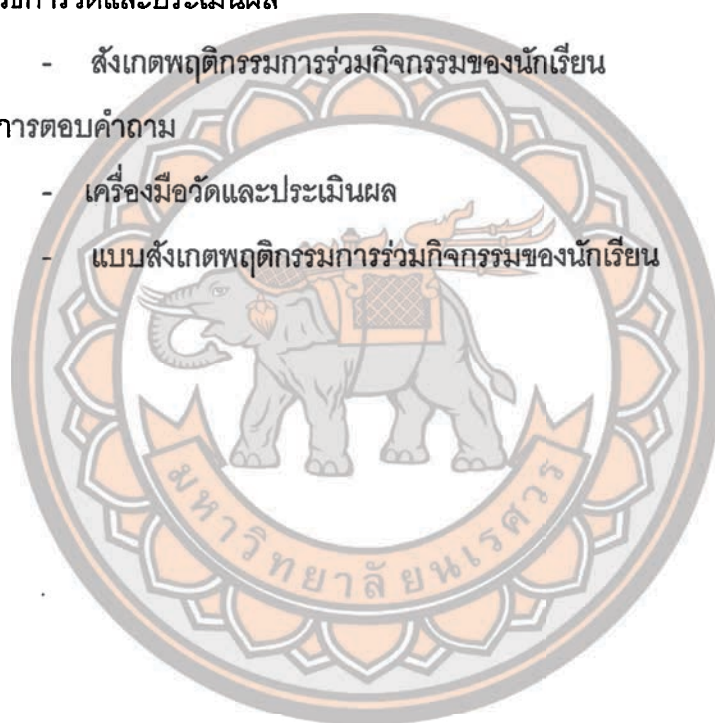 การวัดและประเมินผล
- สังเกตพฤติกรรมการร่วมกิจกรรมของนักเรียน
การตอบคำถาม
- เครื่องมือวัดและประเมินผล
- แบบสังเกตพฤติกรรมการร่วมกิจกรรมของนักเรียน
มหาวิทยาลัยนเรศวร